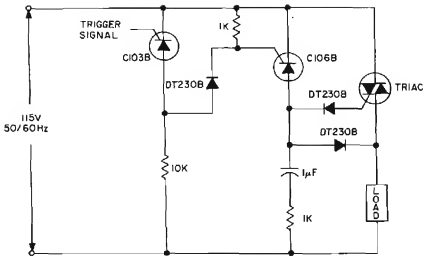 TRIGGER
SIGNAL
C103B
1K
DT230B
C106B
DT230B
TRIAC
DT230B
115V
50/60Hz
10K
1μF
1K
LOAD